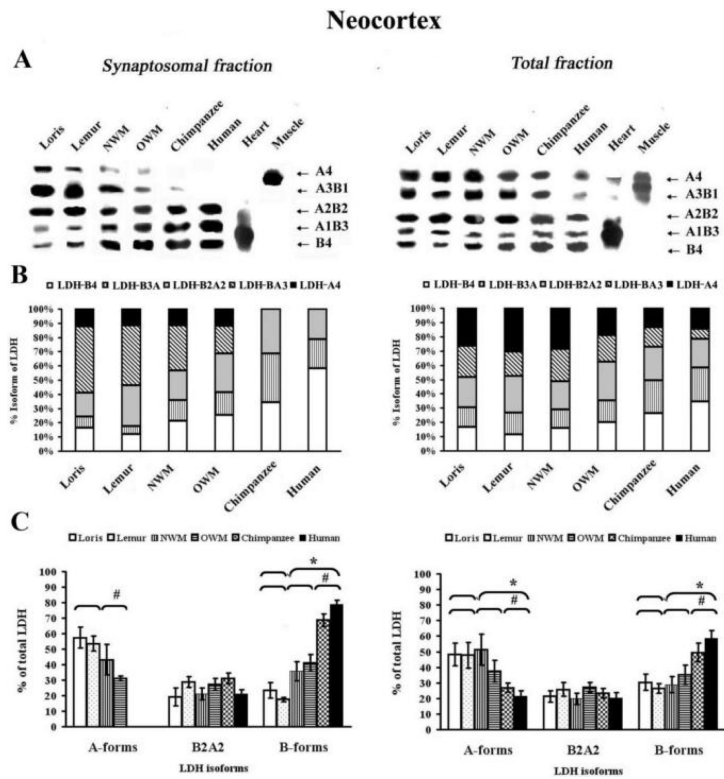 Neocortex
A
Synaptosomal fraction
Total fraction
Loris Lemur NWM OWM Chimpanzee Human Heart Muscle
A4
A3B1
A2B2
A1B3
B4
Loris Lemur NWM OWM Chimpanzee Human Heart Muscle
A4
A3B1
A2B2
A1B3
B4
B
LDH-B4 LDH-B3A LDH-B2A2 LDH-BA3 LDH-A4
% Isoform of LDH
100%
90%
80%
70%
60%
50%
40%
30%
20%
10%
0%
Loris Lemur NWM OWM Chimpanzee Human
LDH-B4 LDH-B3A LDH-B2A2 LDH-BA3 LDH-A4
% Isoform of LDH
100%
90%
80%
70%
60%
50%
40%
30%
20%
10%
0%
Loris Lemur NWM OWM Chimpanzee Human
C
Loris Lemur NWM OWM Chimpanzee Human
% of total LDH
100
90
80
70
60
50
40
30
20
10
0
#
*
#
A-forms B2A2 B-forms
LDH isoforms
Loris Lemur NWM OWM Chimpanzee Human
% of total LDH
100
90
80
70
60
50
40
30
20
10
0
*
#
*
#
A-forms B2A2 B-forms
LDH isoforms